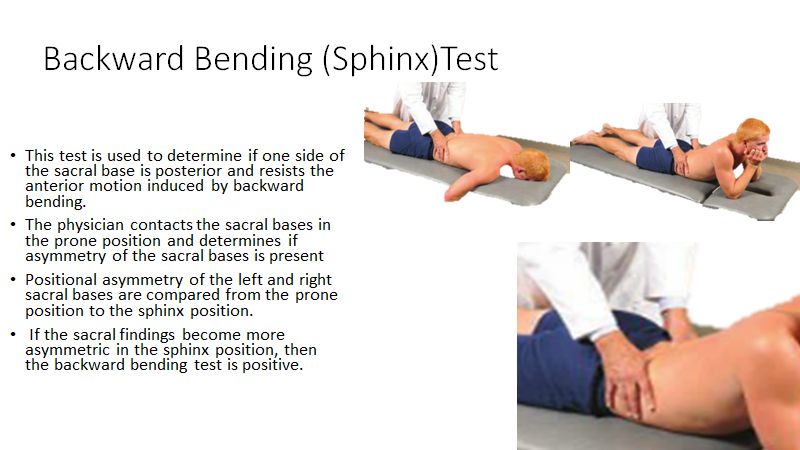 Backward Bending (Sphinx)Test
• This test is used to determine if one side of
the sacral base is posterior and resists the
anterior motion induced by backward
bending.
• The physician contacts the sacral bases in
the prone position and determines if
asymmetry of the sacral bases is present
• Positional asymmetry of the left and right
sacral bases are compared from the prone
position to the sphinx position.
• If the sacral findings become more
asymmetric in the sphinx position, then
the backward bending test is positive.